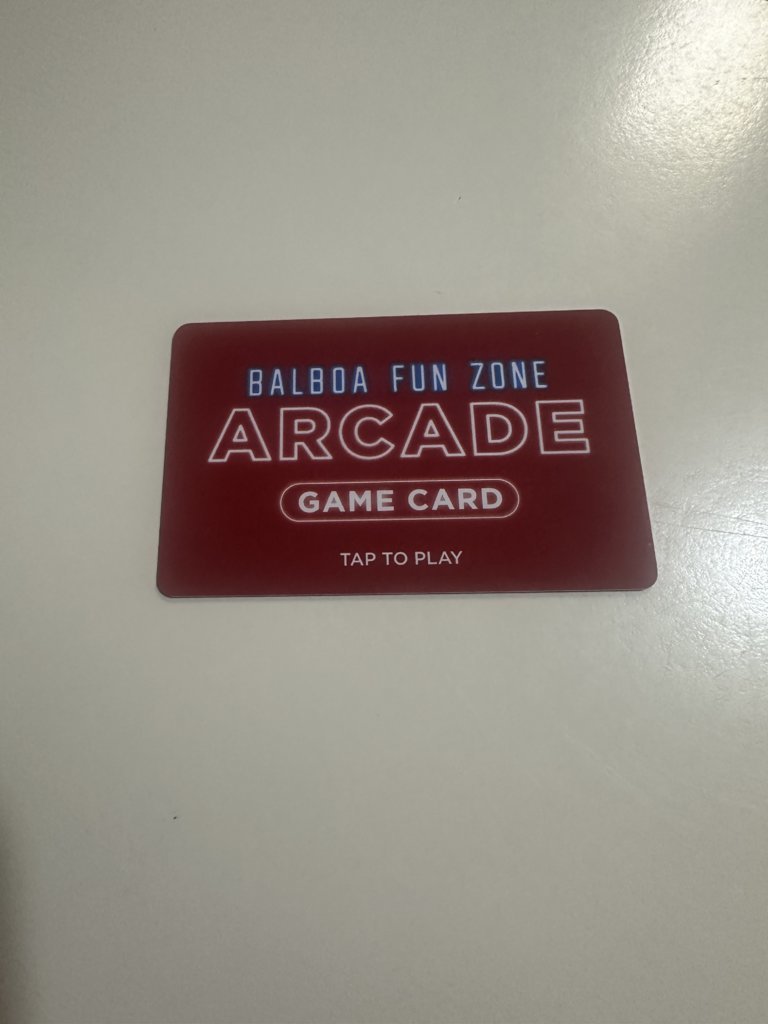 BALBOA FUN ZONE
ARCADE
GAME CARD
TAP TO PLAY